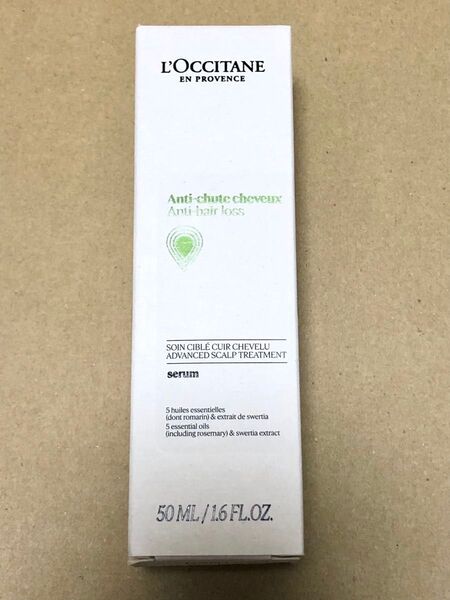 L'OCCITANE
EN PROVENCE
Anti-chute cheveux
Anti-hair loss
SOIN CIBLÉ CUIR CHEVELU
ADVANCED SCALP TREATMENT
serum
5 huiles essentielles
(dont romarin) & extrait de swertia
5 essential oils
(including rosemary) & swertia extract
50 ML / 1.6 FL.OZ.